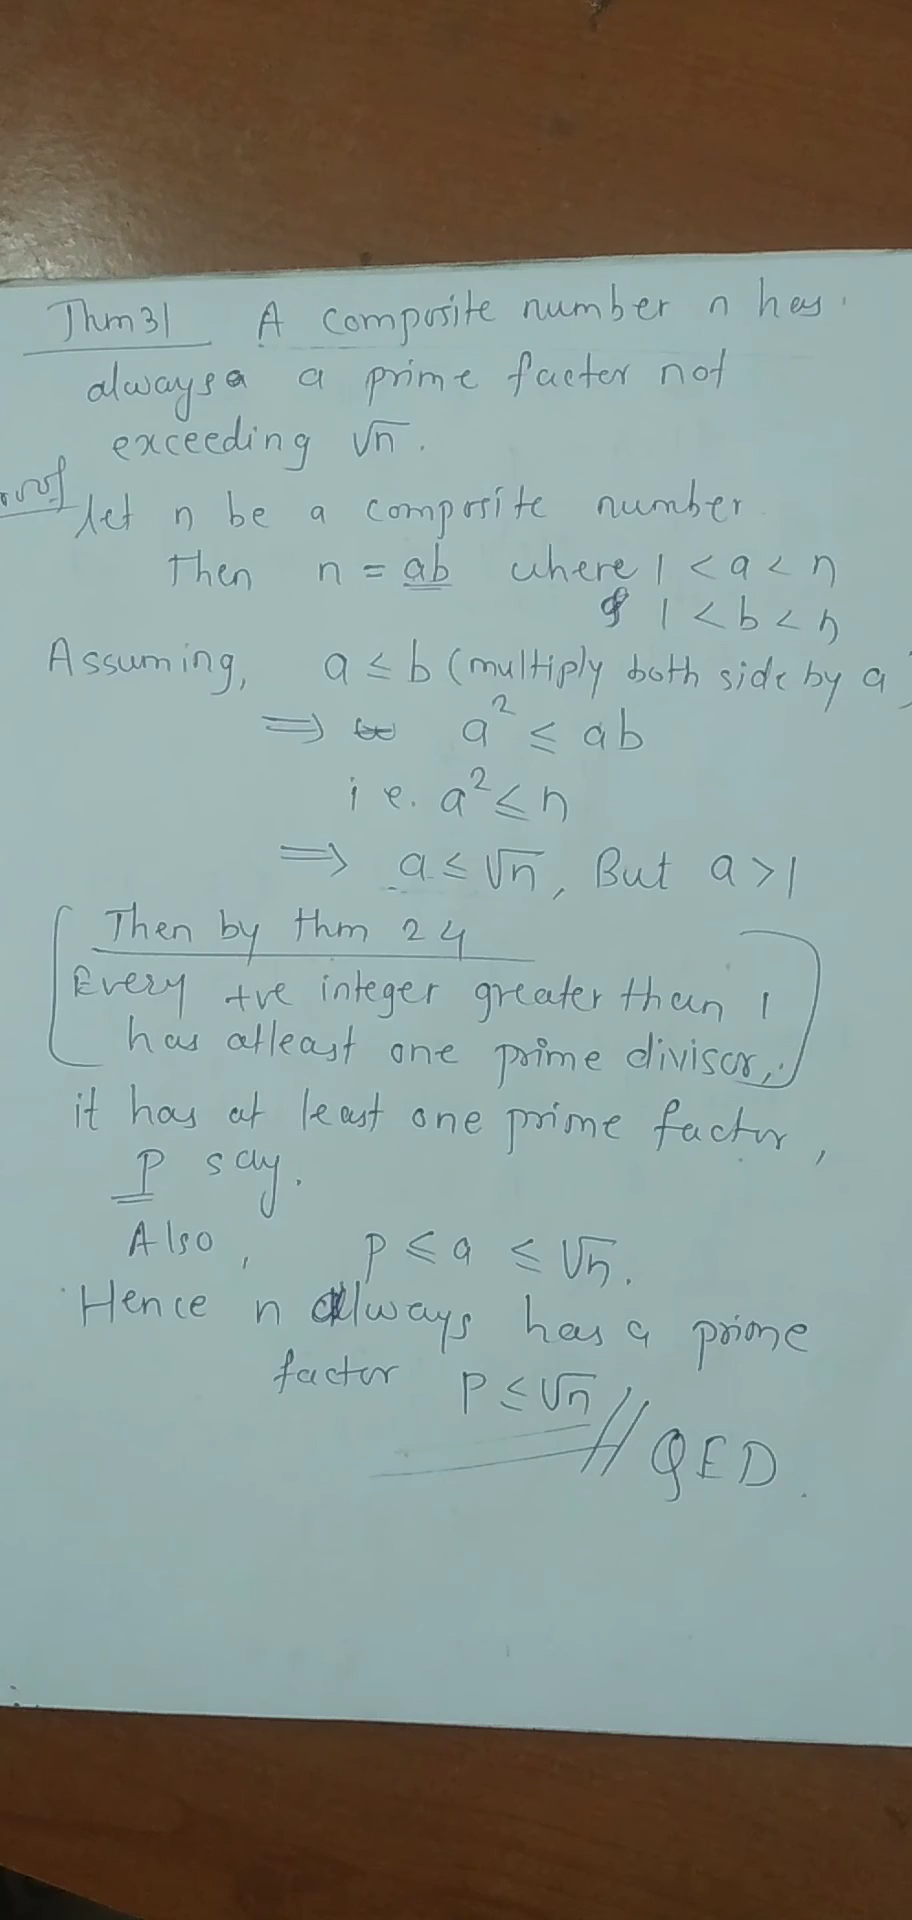 Thm 31 A composite number n has
always a a prime factor not
exceeding √n.
Proof
let n be a composite number
then n = ab where 1 < a < n
& 1 < b < n
Assuming, a ≤ b (multiply both side by a)
⇒ a² ≤ ab
i e. a² ≤ n
⇒ a ≤ √n, But a > 1
Then by thm 24
Every +ve integer greater than 1
has atleast one prime divisor,
it has at least one prime factor,
P say.
Also, p ≤ a ≤ √n.
Hence n always has a prime
factor P ≤ √n // QED.